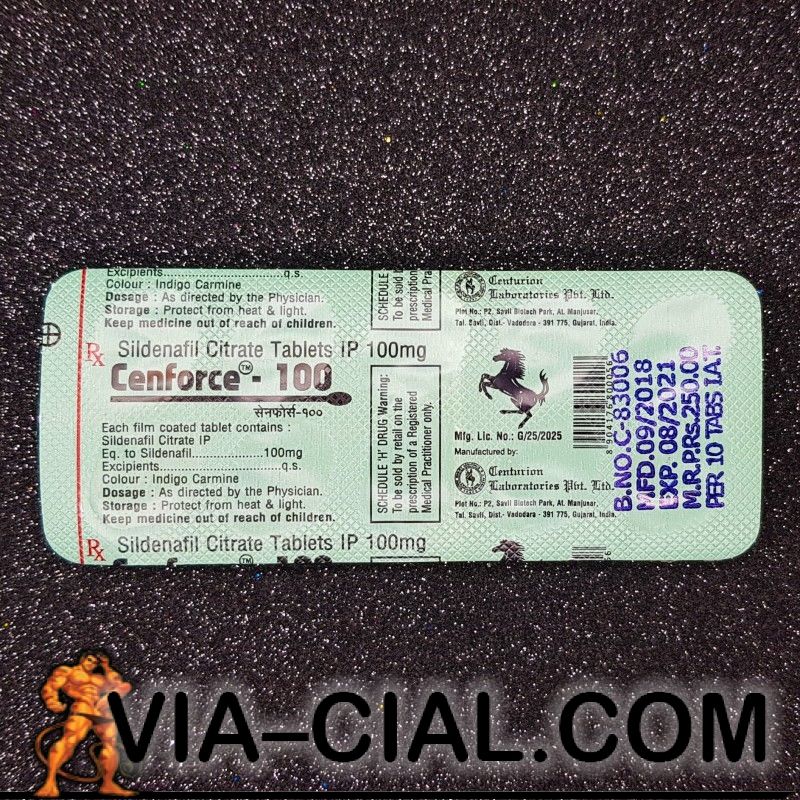 Excipients..............................q.s.
Colour : Indigo Carmine
Dosage : As directed by the Physician.
Storage : Protect from heat & light.
Keep medicine out of reach of children.
SCHEDULE
To be sold b
prescription
Medical Pra
Centurion
Laboratories Pvt. Ltd.
Plot No.: P2, Savli Biotech Park, At. Manjusar,
Tal. Savli, Dist.- Vadodara - 391 775, Gujarat, India.
Rx Sildenafil Citrate Tablets IP 100mg
Cenforce™- 100
सेनफोर्स-१००
Each film coated tablet contains :
Sildenafil Citrate IP
Eq. to Sildenafil..................100mg
Excipients..............................q.s.
Colour : Indigo Carmine
Dosage : As directed by the Physician.
Storage : Protect from heat & light.
Keep medicine out of reach of children.
SCHEDULE 'H' DRUG Warning:
To be sold by retail on the
prescription of a Registered
Medical Practitioner only.
Mfg. Lic. No.: G/25/2025
Manufactured by:
Centurion
Laboratories Pvt. Ltd.
Plot No.: P2, Savli Biotech Park, At. Manjusar,
Tal. Savli, Dist.- Vadodara - 391 775, Gujarat, India.
B.NO.C-83006
MFD.09/2018
EXP. 08/2021
M.R.P.Rs.250.00
PER 10 TABS I.A.T.
Rx Sildenafil Citrate Tablets IP 100mg
VIA-CIAL.COM